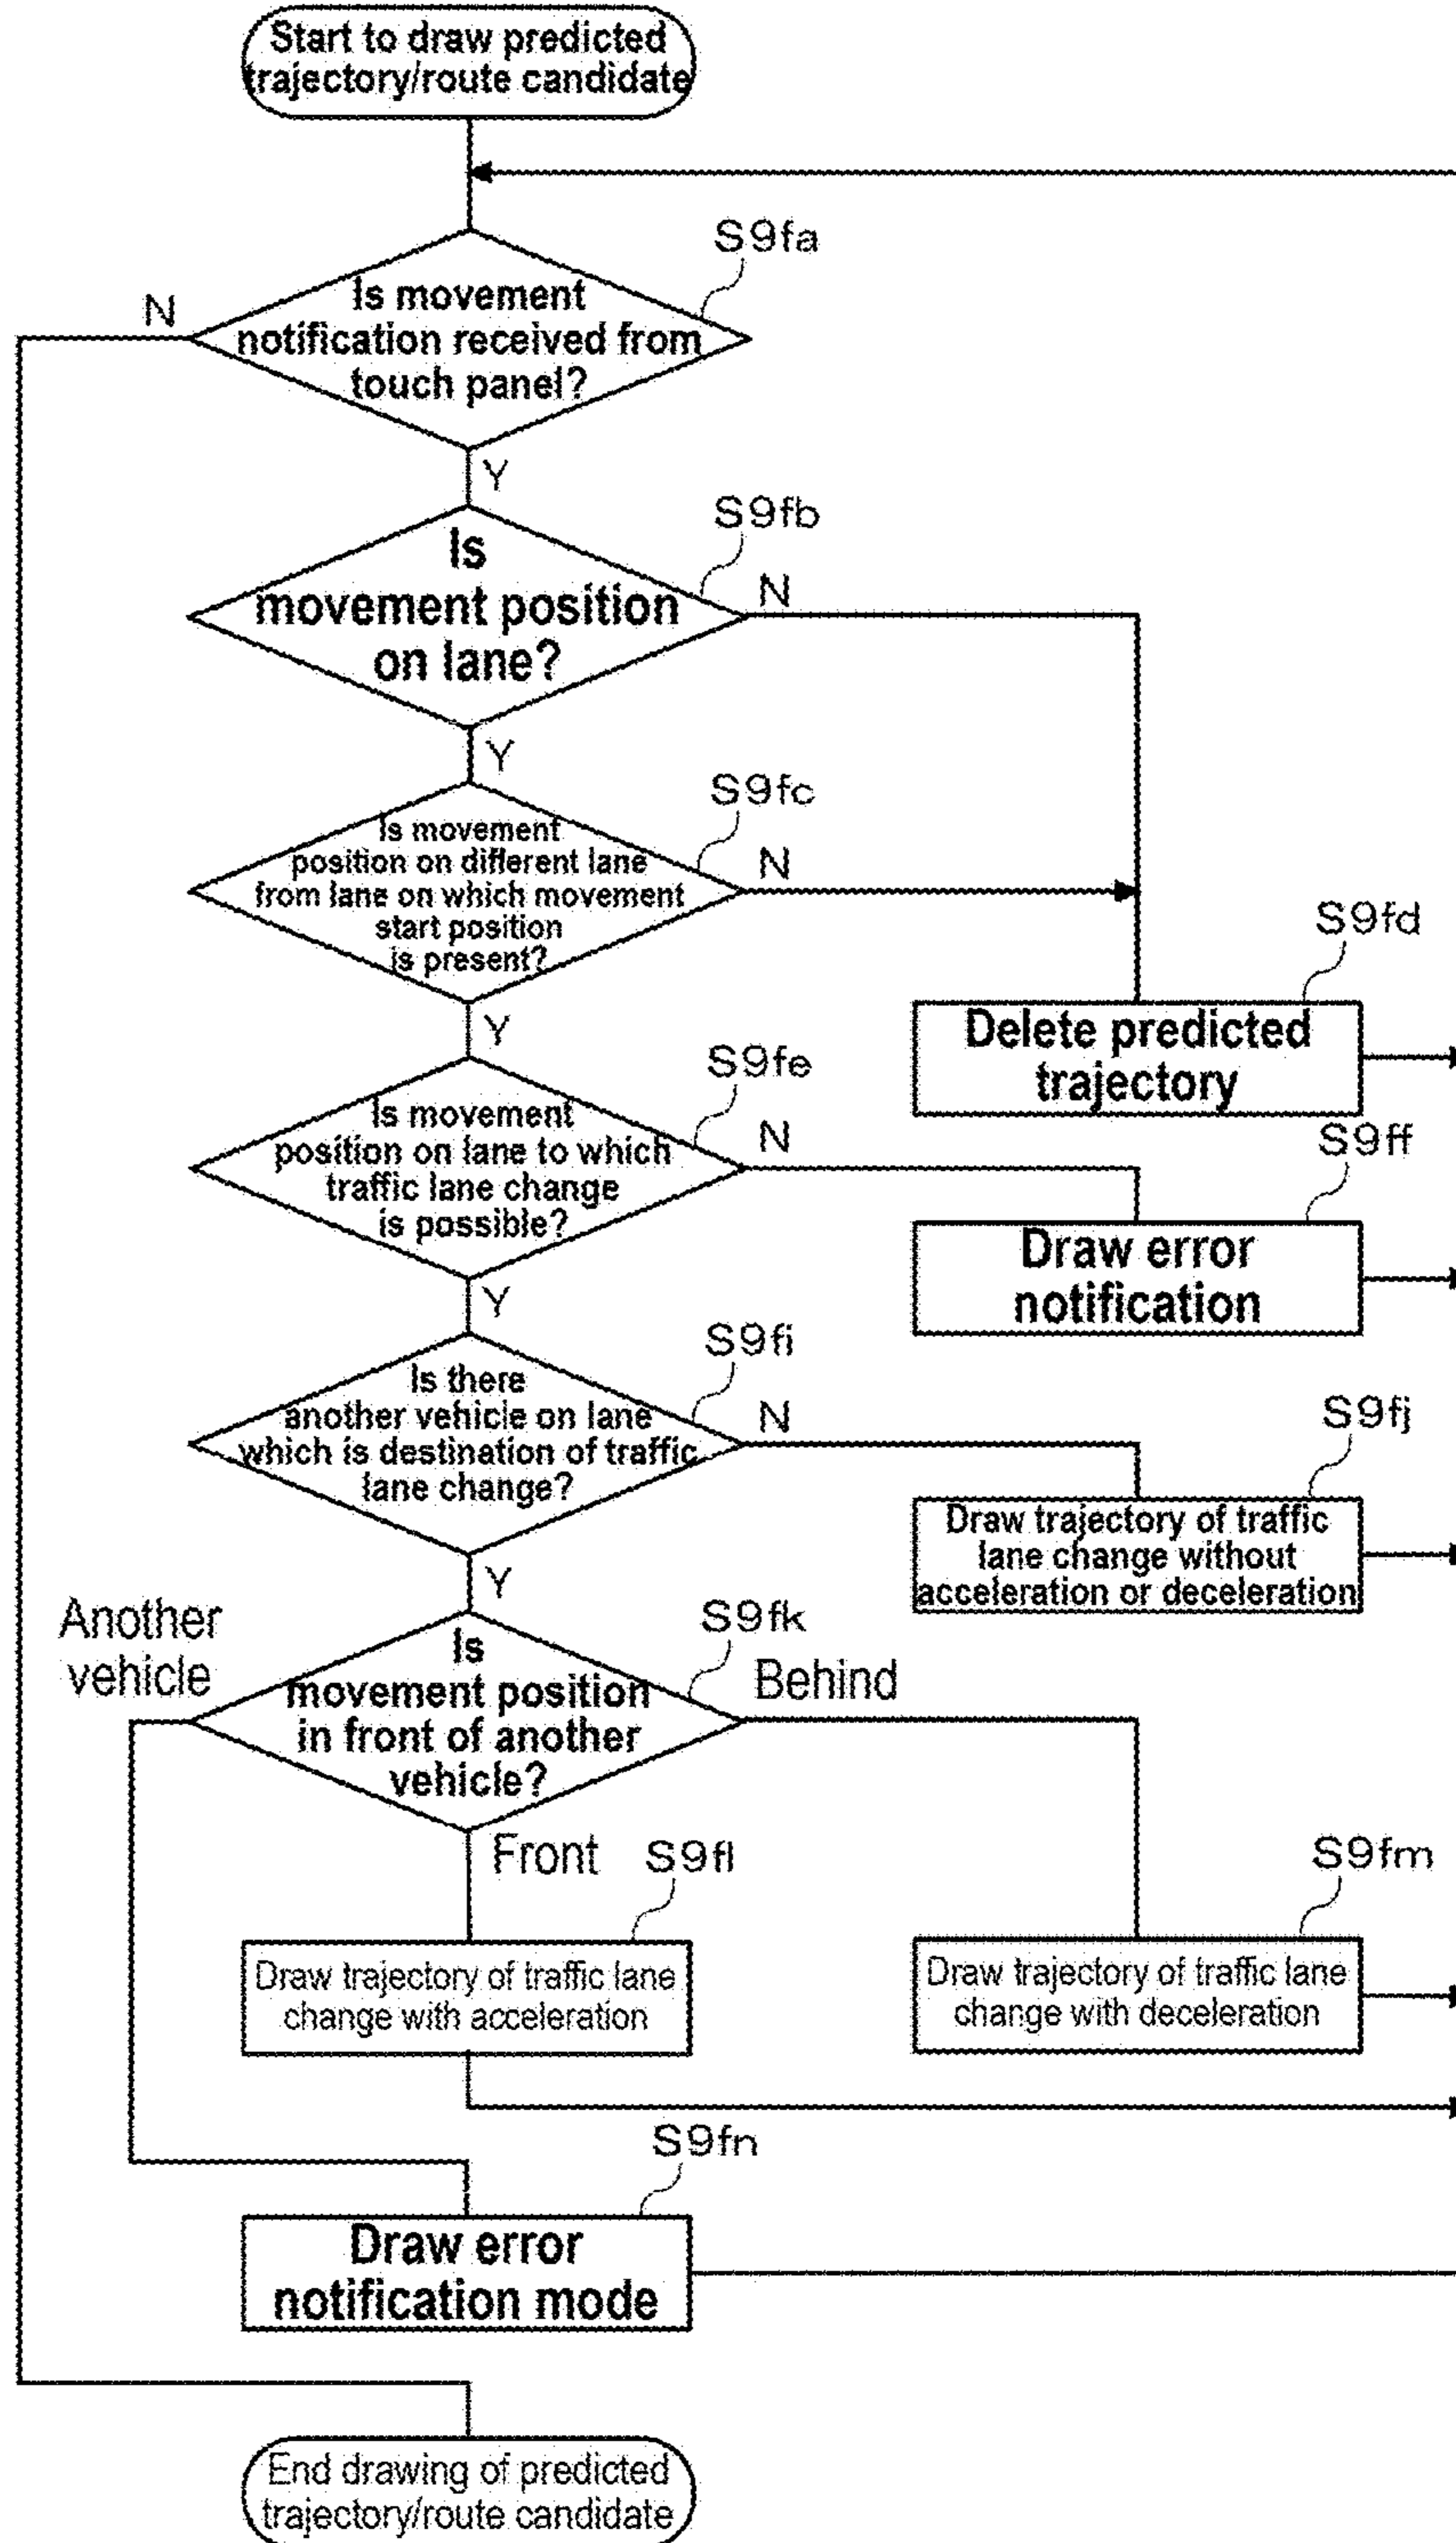 Start to draw predicted
trajectory/route candidate
S9fa
N
Is movement
notification received from
touch panel?
Y
S9fb
Is
movement position
on lane?
N
Y
S9fc
Is movement
position on different lane
from lane on which movement
start position
is present?
N
S9fd
Delete predicted
trajectory
Y
S9fe
Is movement
position on lane to which
traffic lane change
is possible?
N
S9ff
Draw error
notification
Y
S9fi
Is there
another vehicle on lane
which is destination of traffic
lane change?
N
S9fj
Draw trajectory of traffic
lane change without
acceleration or deceleration
Y
Another
vehicle
S9fk
Is
movement position
in front of another
vehicle?
Behind
Front
S9fl
S9fm
Draw trajectory of traffic lane
change with acceleration
Draw trajectory of traffic lane
change with deceleration
S9fn
Draw error
notification mode
End drawing of predicted
trajectory/route candidate